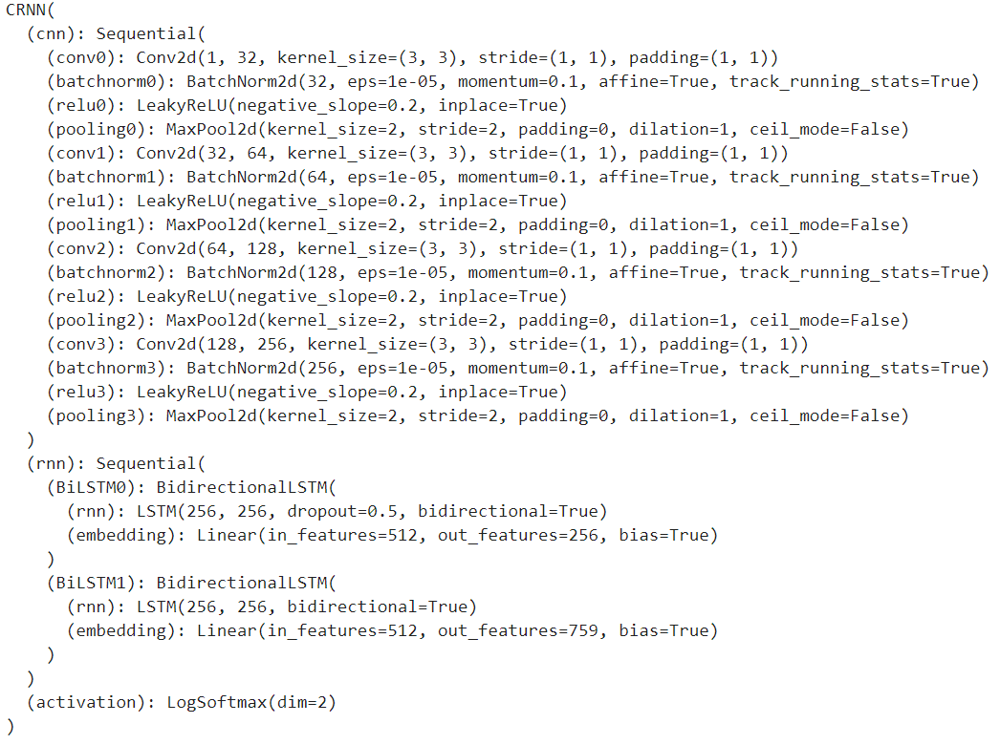 CRNN(
  (cnn): Sequential(
    (conv0): Conv2d(1, 32, kernel_size=(3, 3), stride=(1, 1), padding=(1, 1))
    (batchnorm0): BatchNorm2d(32, eps=1e-05, momentum=0.1, affine=True, track_running_stats=True)
    (relu0): LeakyReLU(negative_slope=0.2, inplace=True)
    (pooling0): MaxPool2d(kernel_size=2, stride=2, padding=0, dilation=1, ceil_mode=False)
    (conv1): Conv2d(32, 64, kernel_size=(3, 3), stride=(1, 1), padding=(1, 1))
    (batchnorm1): BatchNorm2d(64, eps=1e-05, momentum=0.1, affine=True, track_running_stats=True)
    (relu1): LeakyReLU(negative_slope=0.2, inplace=True)
    (pooling1): MaxPool2d(kernel_size=2, stride=2, padding=0, dilation=1, ceil_mode=False)
    (conv2): Conv2d(64, 128, kernel_size=(3, 3), stride=(1, 1), padding=(1, 1))
    (batchnorm2): BatchNorm2d(128, eps=1e-05, momentum=0.1, affine=True, track_running_stats=True)
    (relu2): LeakyReLU(negative_slope=0.2, inplace=True)
    (pooling2): MaxPool2d(kernel_size=2, stride=2, padding=0, dilation=1, ceil_mode=False)
    (conv3): Conv2d(128, 256, kernel_size=(3, 3), stride=(1, 1), padding=(1, 1))
    (batchnorm3): BatchNorm2d(256, eps=1e-05, momentum=0.1, affine=True, track_running_stats=True)
    (relu3): LeakyReLU(negative_slope=0.2, inplace=True)
    (pooling3): MaxPool2d(kernel_size=2, stride=2, padding=0, dilation=1, ceil_mode=False)
  )
  (rnn): Sequential(
    (BiLSTM0): BidirectionalLSTM(
      (rnn): LSTM(256, 256, dropout=0.5, bidirectional=True)
      (embedding): Linear(in_features=512, out_features=256, bias=True)
    )
    (BiLSTM1): BidirectionalLSTM(
      (rnn): LSTM(256, 256, bidirectional=True)
      (embedding): Linear(in_features=512, out_features=759, bias=True)
    )
  )
  (activation): LogSoftmax(dim=2)
)